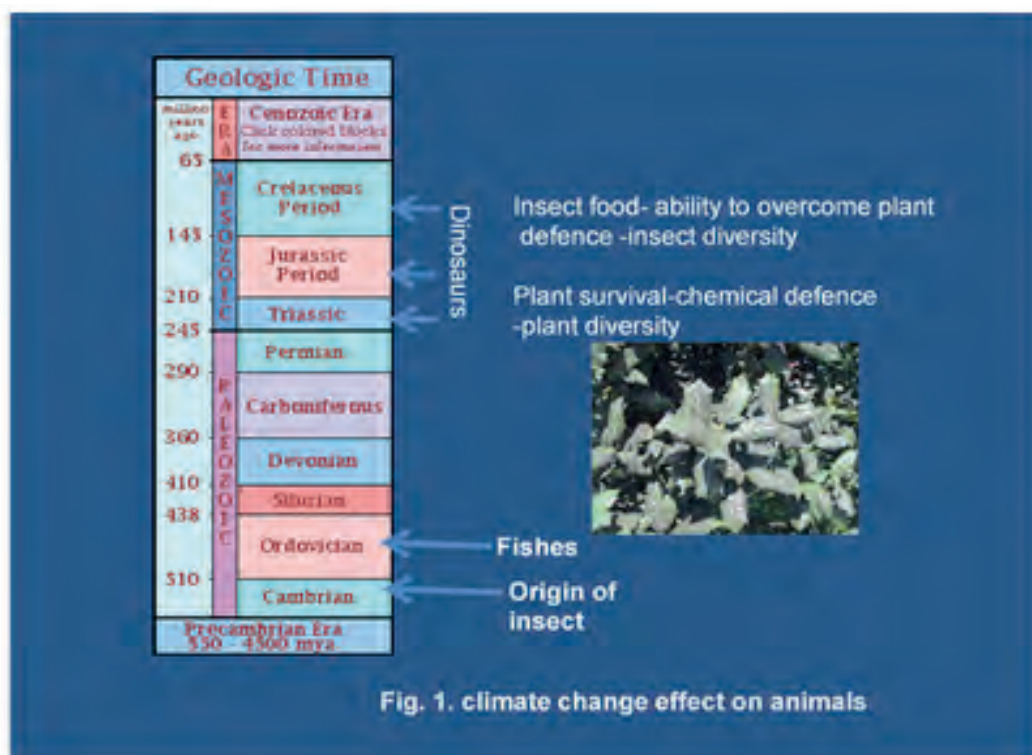 Geologic Time
million
years
ago
ERA
Cenozoic Era
Click colored blocks
for more information
65
MESOZOIC
Cretaceous
Period
145
Jurassic
Period
210
Triassic
245
PALEOZOIC
Permian
290
Carboniferous
360
Devonian
410
Silurian
438
Ordovician
510
Cambrian
Precambrian Era
550 - 4500 mya
Dinosaurs
Insect food- ability to overcome plant
defence -insect diversity
Plant survival-chemical defence
-plant diversity
Fishes
Origin of
insect
Fig. 1. climate change effect on animals